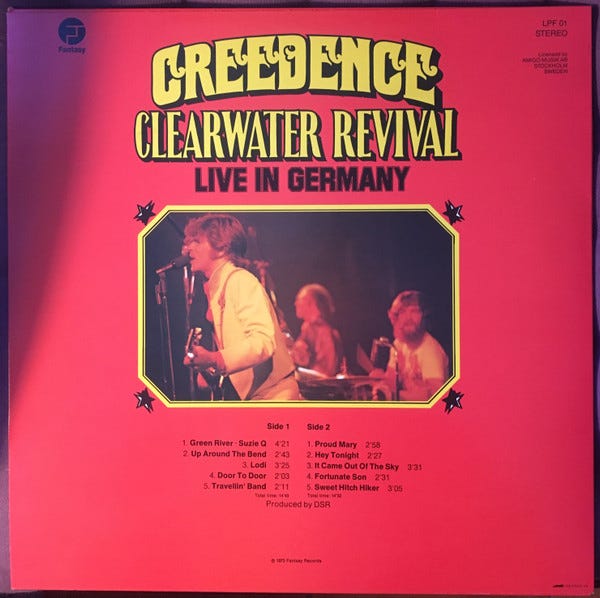 Fantasy
LPF 01
STEREO
Licensed by
AMIGO MUSIK AB
STOCKHOLM
SWEDEN
CREEDENCE
CLEARWATER REVIVAL
LIVE IN GERMANY
Side 1
1. Green River - Suzie Q 4'21
2. Up Around The Bend 2'43
3. Lodi 3'25
4. Door To Door 2'03
5. Travellin' Band 2'11
Side 2
1. Proud Mary 2'58
2. Hey Tonight 2'27
3. It Came Out Of The Sky 3'31
4. Fortunate Son 2'31
5. Sweet Hitch Hiker 3'05
Produced by DSR
Fantasy Records